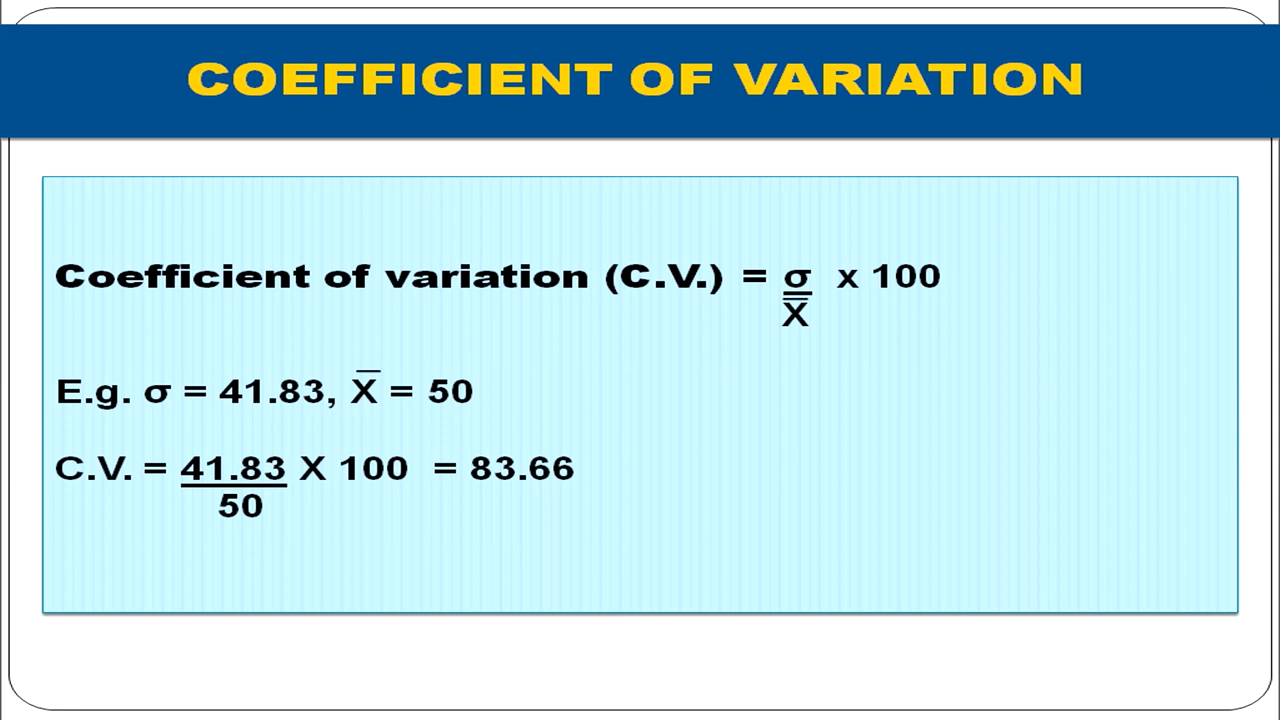 COEFFICIENT OF VARIATION
Coefficient of variation (C.V.) = σ x 100
X̅
E.g. σ = 41.83, X̅ = 50
C.V. = 41.83 X 100 = 83.66
50